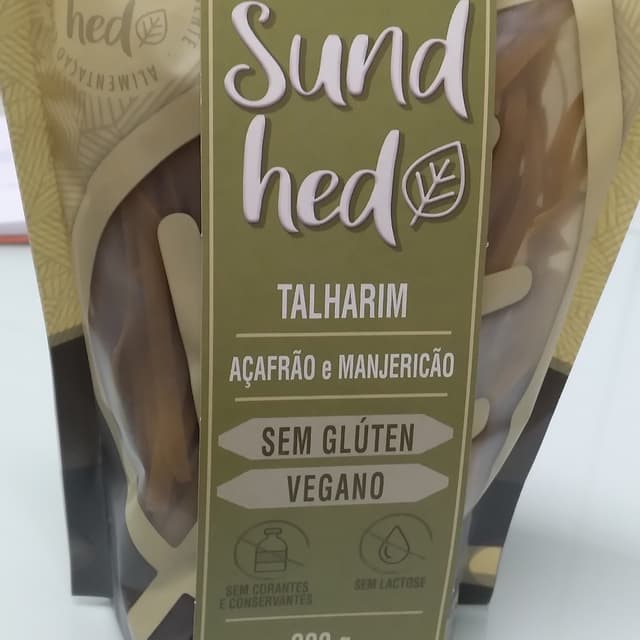 hed
ALIMENTAÇÃO
Sund
hed
TALHARIM
AÇAFRÃO e MANJERICÃO
SEM GLÚTEN
VEGANO
SEM CORANTES
E CONSERVANTES
SEM LACTOSE